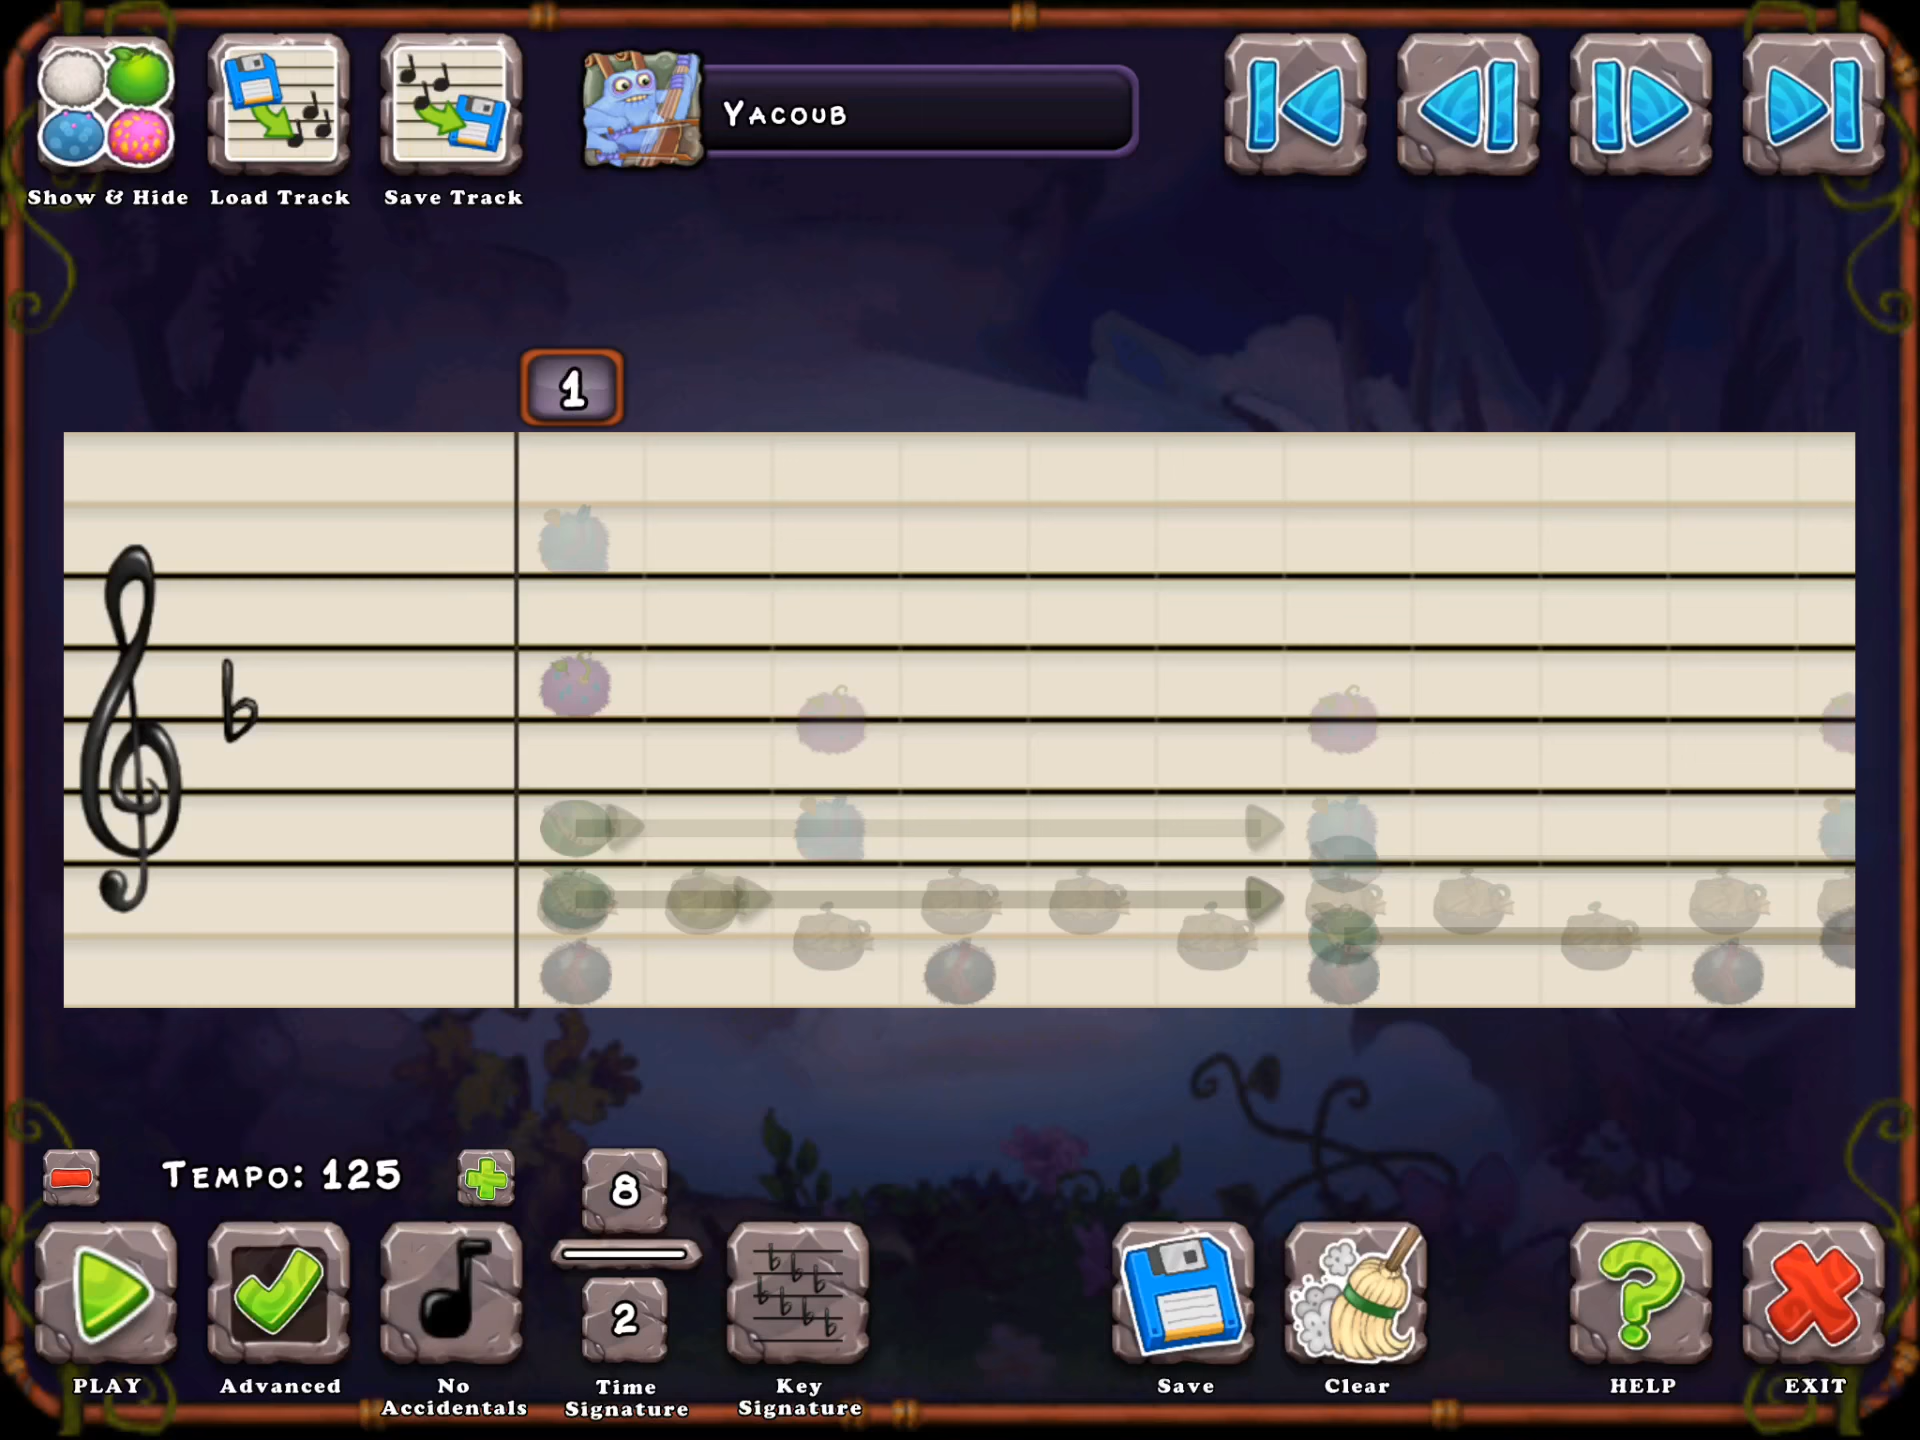 Yacoub
Show & Hide
Load Track
Save Track
1
Tempo: 125
8
2
PLAY
Advanced
No
Accidentals
Time
Signature
Key
Signature
Save
Clear
HELP
EXIT